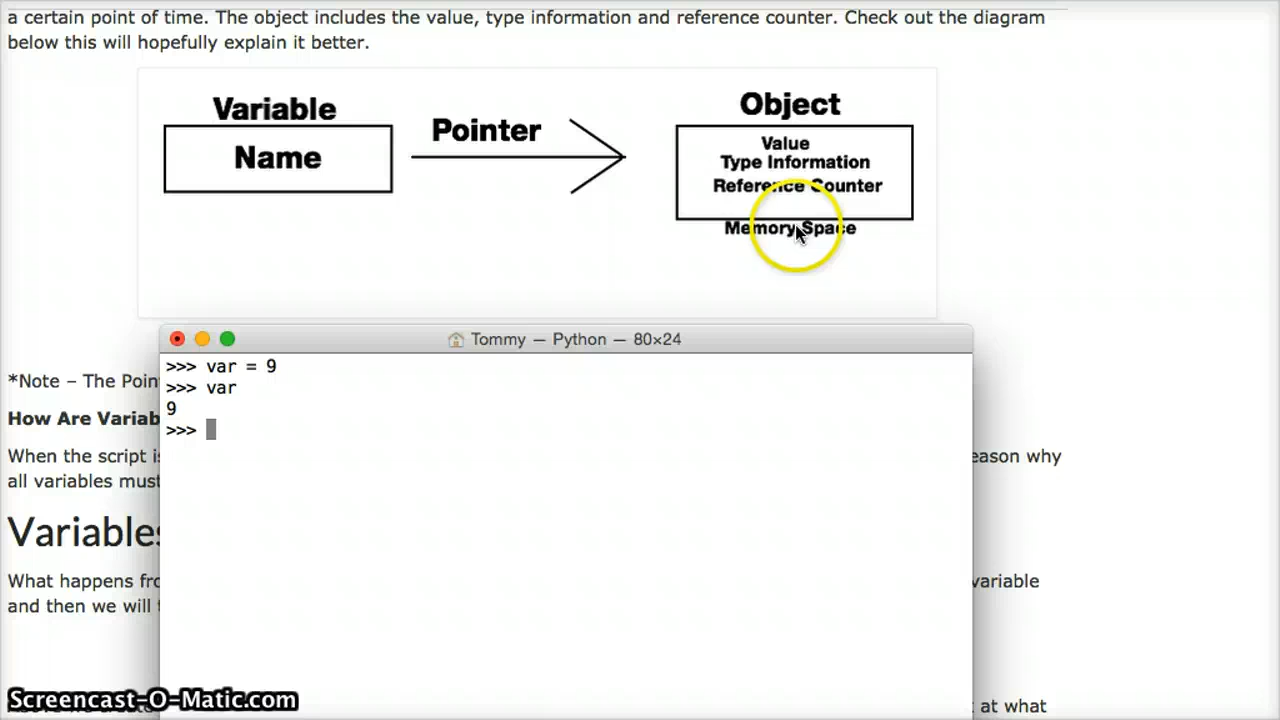 a certain point of time. The object includes the value, type information and reference counter. Check out the diagram
below this will hopefully explain it better.
Variable
Name
Pointer
Object
Value
Type Information
Reference Counter
Memory Space
Tommy — Python — 80×24
>>> var = 9
>>> var
9
>>>
*Note – The Poin
How Are Variab
When the script is eason why
all variables must
Variables
What happens fro variable
and then we will
Screencast-O-Matic.com
at what